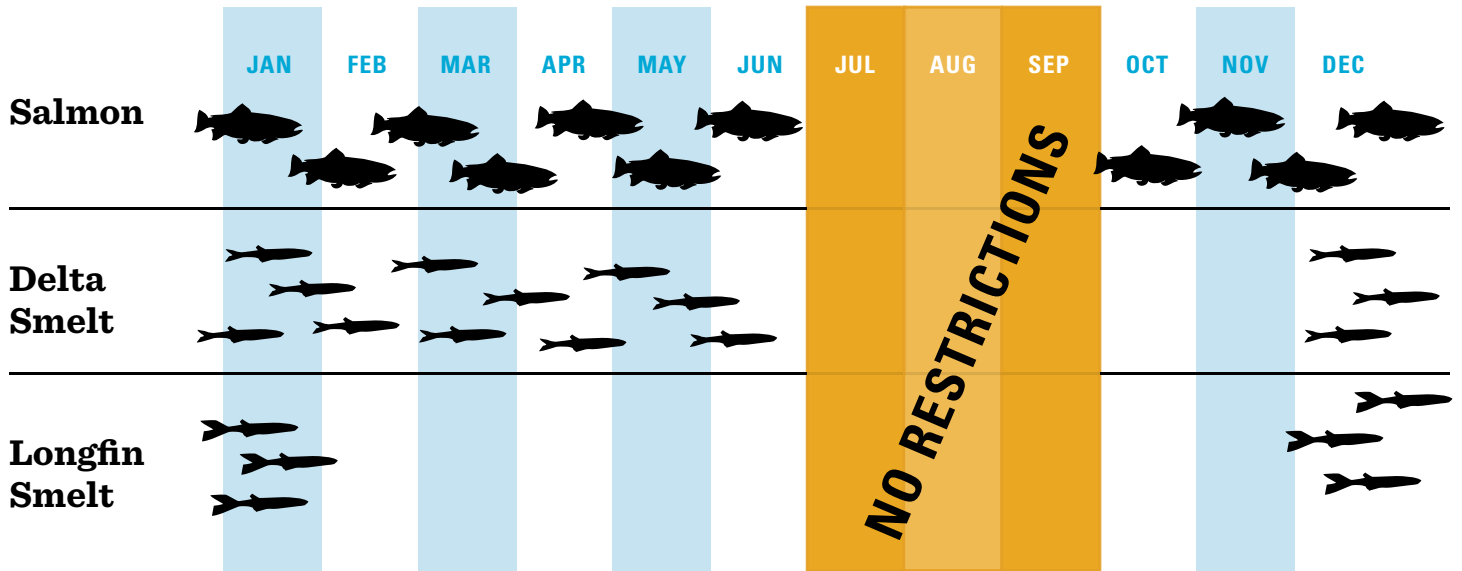 JAN FEB MAR APR MAY JUN JUL AUG SEP OCT NOV DEC
Salmon
Delta
Smelt
Longfin
Smelt
NO RESTRICTIONS